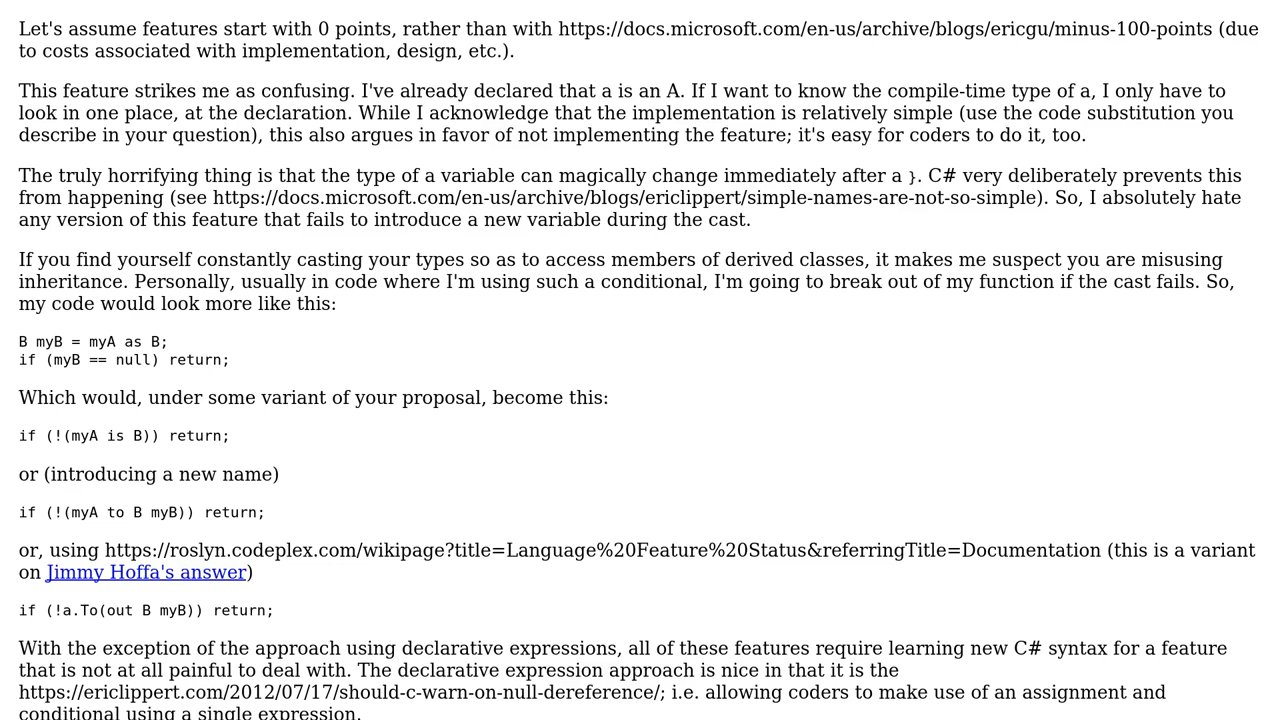 Let's assume features start with 0 points, rather than with https://docs.microsoft.com/en-us/archive/blogs/ericgu/minus-100-points (due
to costs associated with implementation, design, etc.).
This feature strikes me as confusing. I've already declared that a is an A. If I want to know the compile-time type of a, I only have to
look in one place, at the declaration. While I acknowledge that the implementation is relatively simple (use the code substitution you
describe in your question), this also argues in favor of not implementing the feature; it's easy for coders to do it, too.
The truly horrifying thing is that the type of a variable can magically change immediately after a }. C# very deliberately prevents this
from happening (see https://docs.microsoft.com/en-us/archive/blogs/ericlippert/simple-names-are-not-so-simple). So, I absolutely hate
any version of this feature that fails to introduce a new variable during the cast.
If you find yourself constantly casting your types so as to access members of derived classes, it makes me suspect you are misusing
inheritance. Personally, usually in code where I'm using such a conditional, I'm going to break out of my function if the cast fails. So,
my code would look more like this:
B myB = myA as B;
if (myB == null) return;
Which would, under some variant of your proposal, become this:
if (!(myA is B)) return;
or (introducing a new name)
if (!(myA to B myB)) return;
or, using https://roslyn.codeplex.com/wikipage?title=Language%20Feature%20Status&referringTitle=Documentation (this is a variant
on Jimmy Hoffa's answer)
if (!a.To(out B myB)) return;
With the exception of the approach using declarative expressions, all of these features require learning new C# syntax for a feature
that is not at all painful to deal with. The declarative expression approach is nice in that it is the
https://ericlippert.com/2012/07/17/should-c-warn-on-null-dereference/; i.e. allowing coders to make use of an assignment and
conditional using a single expression.